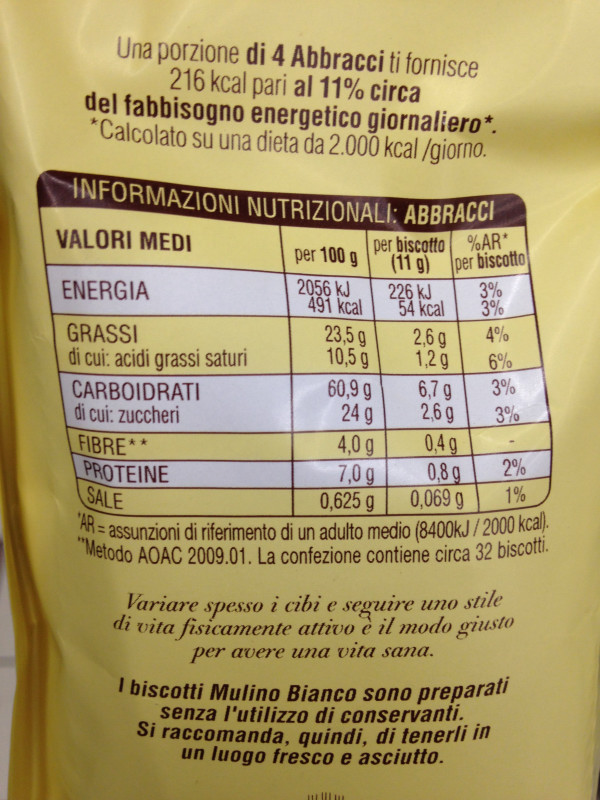 Una porzione di 4 Abbracci ti fornisce
216 kcal pari al 11% circa
del fabbisogno energetico giornaliero*.
*Calcolato su una dieta da 2.000 kcal/giorno.
INFORMAZIONI NUTRIZIONALI: ABBRACCI
VALORI MEDI per 100 g per biscotto (11 g) %AR* per biscotto
ENERGIA 2056 kJ 226 kJ 3%
491 kcal 54 kcal 3%
GRASSI 23,5 g 2,6 g 4%
di cui: acidi grassi saturi 10,5 g 1,2 g 6%
CARBOIDRATI 60,9 g 6,7 g 3%
di cui: zuccheri 24 g 2,6 g 3%
FIBRE** 4,0 g 0,4 g -
PROTEINE 7,0 g 0,8 g 2%
SALE 0,625 g 0,069 g 1%
*AR = assunzioni di riferimento di un adulto medio (8400kJ / 2000 kcal).
**Metodo AOAC 2009.01. La confezione contiene circa 32 biscotti.
Variare spesso i cibi e seguire uno stile
di vita fisicamente attivo è il modo giusto
per avere una vita sana.
I biscotti Mulino Bianco sono preparati
senza l'utilizzo di conservanti.
Si raccomanda, quindi, di tenerli in
un luogo fresco e asciutto.